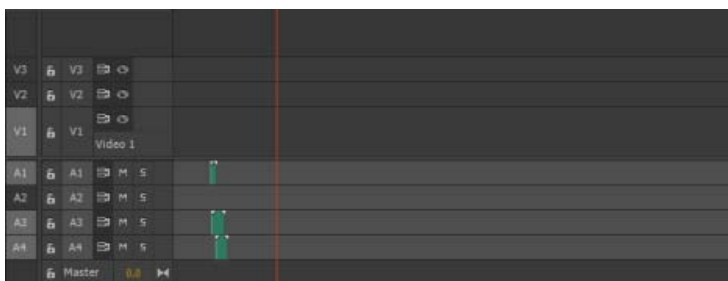 V3 V3
V2 V2
V1 V1
Video 1
A1 A1 M S
A2 A2 M S
A3 A3 M S
A4 A4 M S
Master 0.0